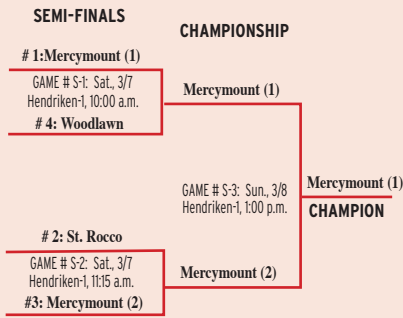 SEMI-FINALS
CHAMPIONSHIP
# 1:Mercymount (1)
GAME # S-1: Sat., 3/7
Hendriken-1, 10:00 a.m.
# 4: Woodlawn
Mercymount (1)
GAME # S-3: Sun., 3/8
Hendriken-1, 1:00 p.m.
Mercymount (1)
CHAMPION
# 2: St. Rocco
GAME # S-2: Sat., 3/7
Hendriken-1, 11:15 a.m.
#3: Mercymount (2)
Mercymount (2)